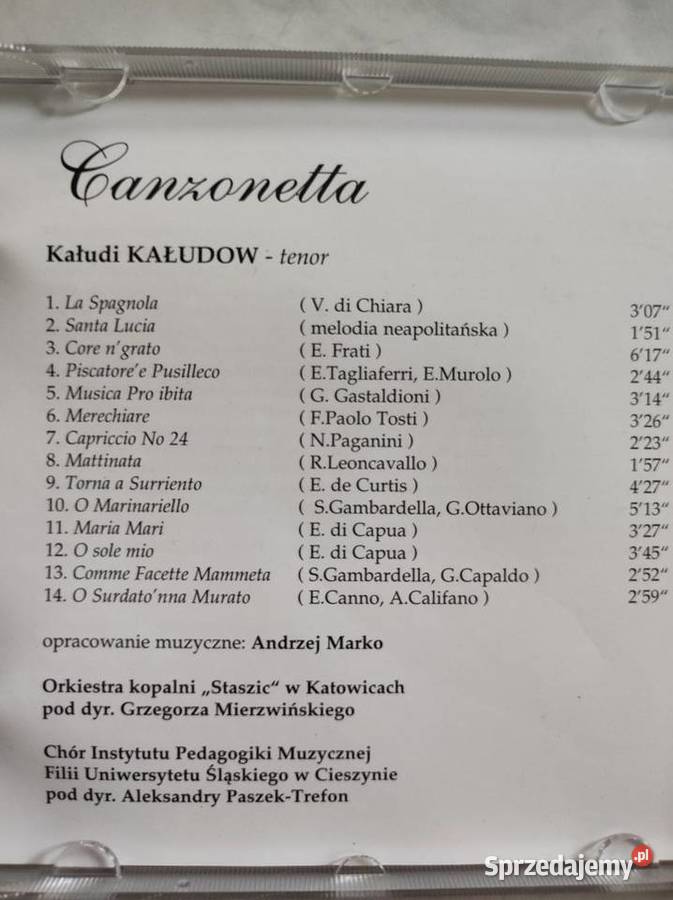 Canzonetta
Kałudi KAŁUDOW - tenor
1. La Spagnola ( V. di Chiara ) 3'07"
2. Santa Lucia ( melodia neapolitańska ) 1'51"
3. Core n'grato ( E. Frati ) 6'17"
4. Piscatore'e Pusilleco ( E.Tagliaferri, E.Murolo ) 2'44"
5. Musica Pro ibita ( G. Gastaldioni ) 3'14"
6. Merechiare ( F.Paolo Tosti ) 3'26"
7. Capriccio No 24 ( N.Paganini ) 2'23"
8. Mattinata ( R.Leoncavallo ) 1'57"
9. Torna a Surriento ( E. de Curtis ) 4'27"
10. O Marinariello ( S.Gambardella, G.Ottaviano ) 5'13"
11. Maria Mari ( E. di Capua ) 3'27"
12. O sole mio ( E. di Capua ) 3'45"
13. Comme Facette Mammeta ( S.Gambardella, G.Capaldo ) 2'52"
14. O Surdato'nna Murato ( E.Canno, A.Califano ) 2'59"
opracowanie muzyczne: Andrzej Marko
Orkiestra kopalni „Staszic" w Katowicach
pod dyr. Grzegorza Mierzwińskiego
Chór Instytutu Pedagogiki Muzycznej
Filii Uniwersytetu Śląskiego w Cieszynie
pod dyr. Aleksandry Paszek-Trefon
Sprzedajemy .pl